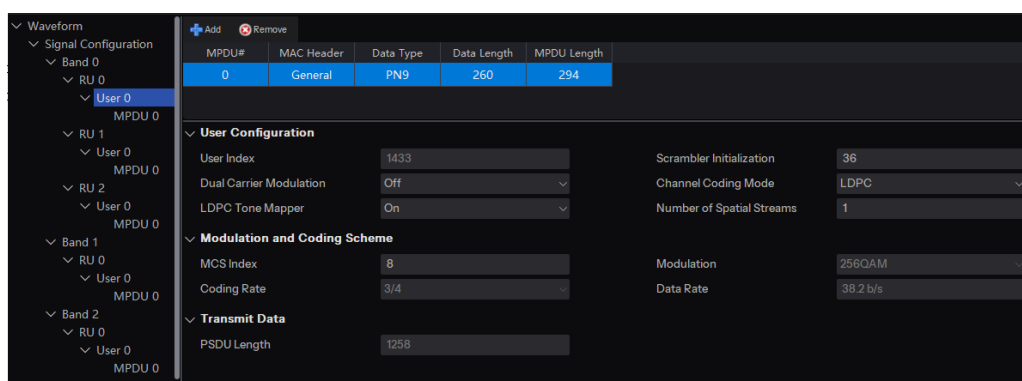 Waveform
Signal Configuration
Band 0
RU 0
User 0
MPDU 0
RU 1
User 0
MPDU 0
RU 2
User 0
MPDU 0
Band 1
RU 0
User 0
MPDU 0
Band 2
RU 0
User 0
MPDU 0
Add Remove
MPDU# MAC Header Data Type Data Length MPDU Length
0 General PN9 260 294
User Configuration
User Index 1433 Scrambler Initialization 36
Dual Carrier Modulation Off Channel Coding Mode LDPC
LDPC Tone Mapper On Number of Spatial Streams 1
Modulation and Coding Scheme
MCS Index 8 Modulation 256QAM
Coding Rate 3/4 Data Rate 38.2 b/s
Transmit Data
PSDU Length 1258